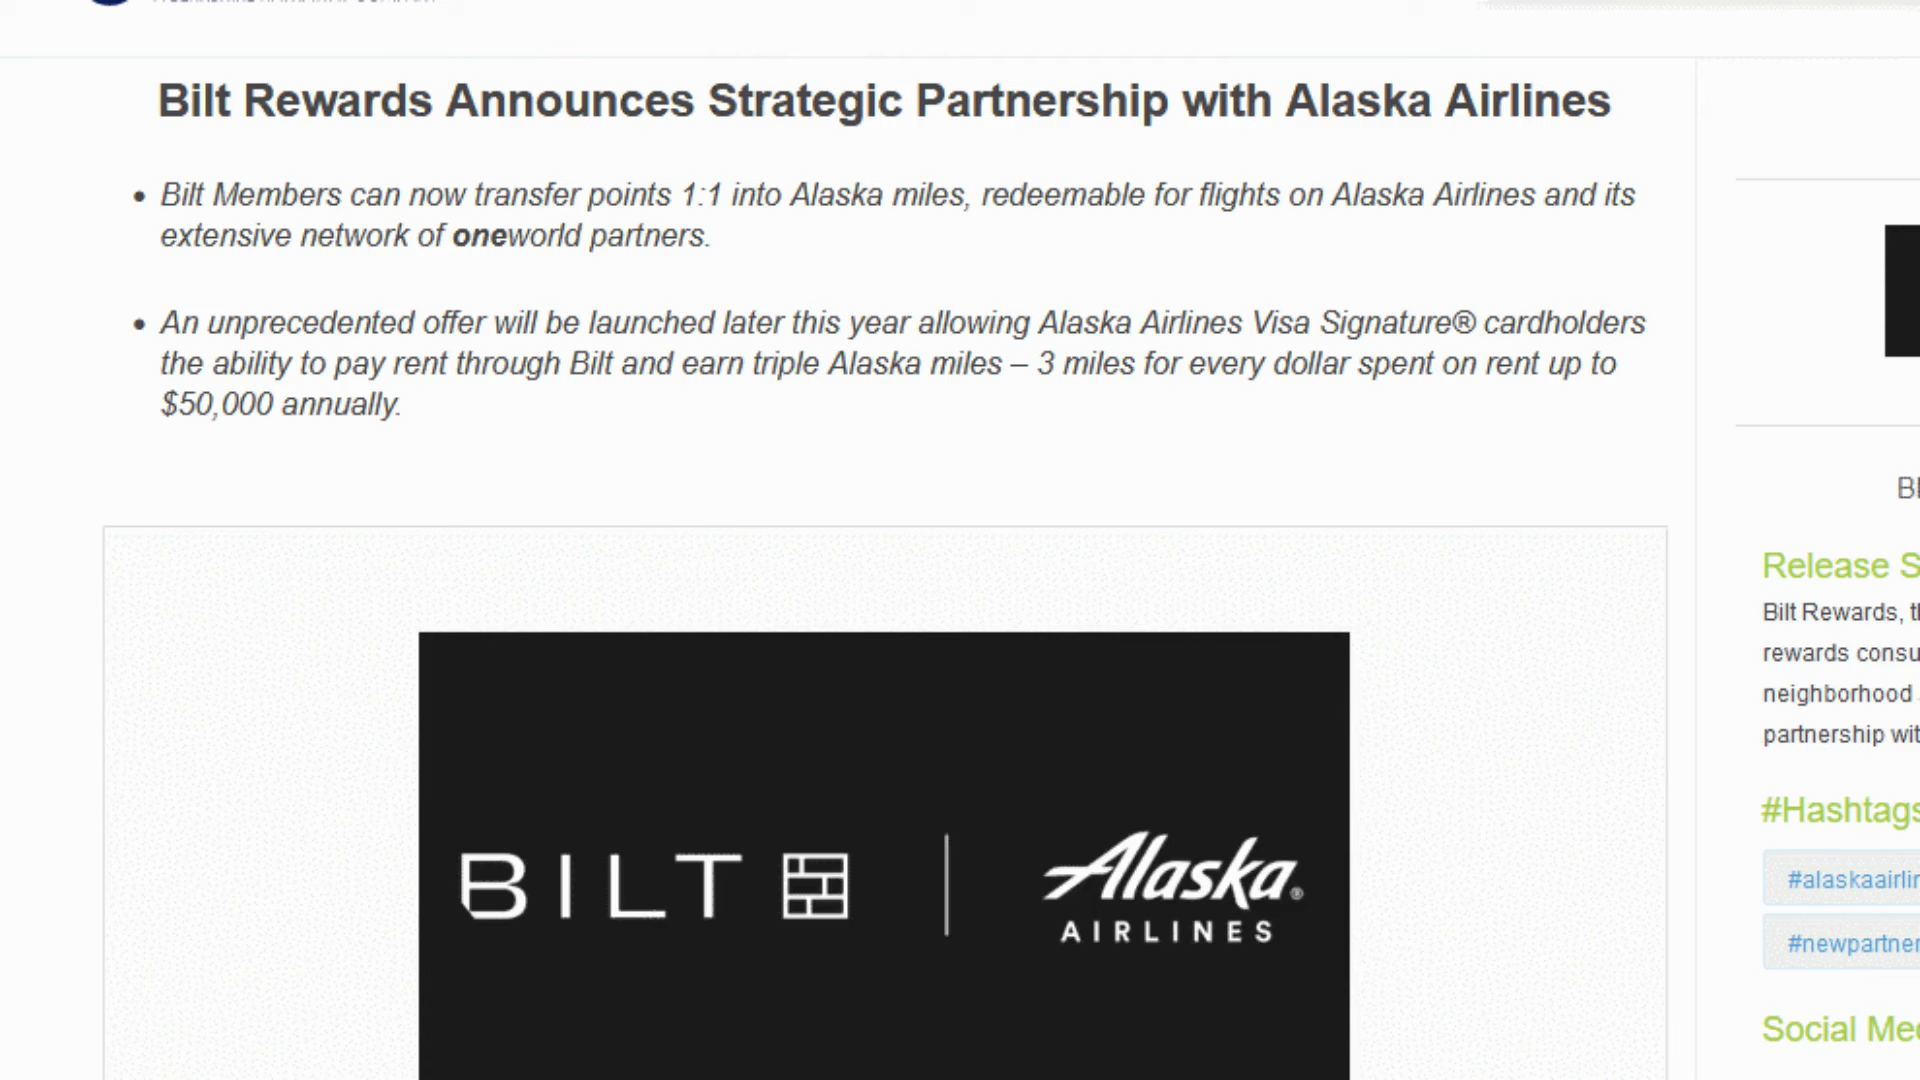 Bilt Rewards Announces Strategic Partnership with Alaska Airlines
• Bilt Members can now transfer points 1:1 into Alaska miles, redeemable for flights on Alaska Airlines and its
extensive network of oneworld partners.
• An unprecedented offer will be launched later this year allowing Alaska Airlines Visa Signature® cardholders
the ability to pay rent through Bilt and earn triple Alaska miles – 3 miles for every dollar spent on rent up to
$50,000 annually.
BILT
Alaska®
AIRLINES
Release S
Bilt Rewards, th
rewards consu
neighborhood
partnership wit
#Hashtags
#alaskaairlin
#newpartner
Social Med